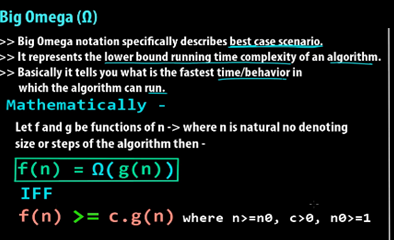 Big Omega (Ω)
>> Big Omega notation specifically describes best case scenario.
>> It represents the lower bound running time complexity of an algorithm.
>> Basically it tells you what is the fastest time/behavior in
which the algorithm can run.
Mathematically -
Let f and g be functions of n -> where n is natural no denoting
size or steps of the algorithm then -
f(n) = Ω(g(n))
IFF
f(n) >= c.g(n) where n>=n0, c>0, n0>=1